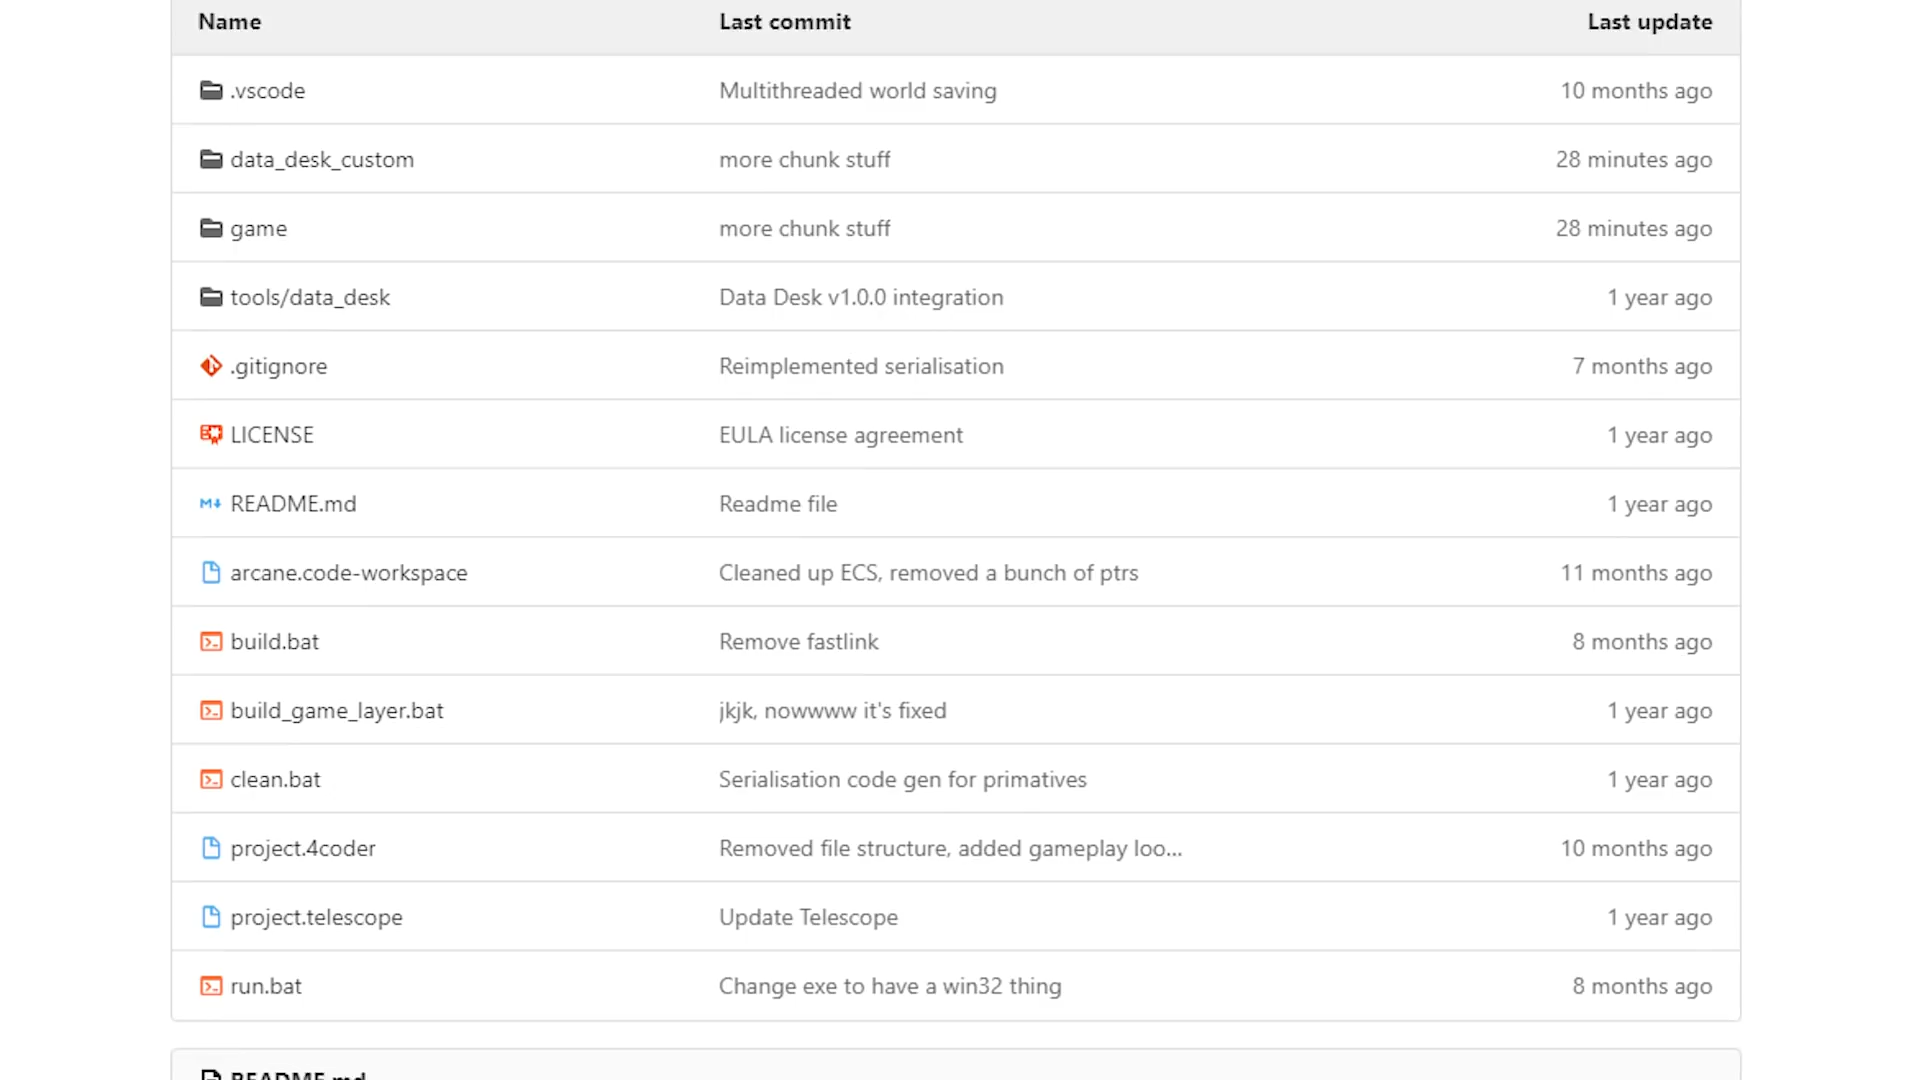 Name Last commit Last update
.vscode Multithreaded world saving 10 months ago
data_desk_custom more chunk stuff 28 minutes ago
game more chunk stuff 28 minutes ago
tools/data_desk Data Desk v1.0.0 integration 1 year ago
.gitignore Reimplemented serialisation 7 months ago
LICENSE EULA license agreement 1 year ago
M↓ README.md Readme file 1 year ago
arcane.code-workspace Cleaned up ECS, removed a bunch of ptrs 11 months ago
build.bat Remove fastlink 8 months ago
build_game_layer.bat jkjk, nowwww it's fixed 1 year ago
clean.bat Serialisation code gen for primatives 1 year ago
project.4coder Removed file structure, added gameplay loo... 10 months ago
project.telescope Update Telescope 1 year ago
run.bat Change exe to have a win32 thing 8 months ago
README.md